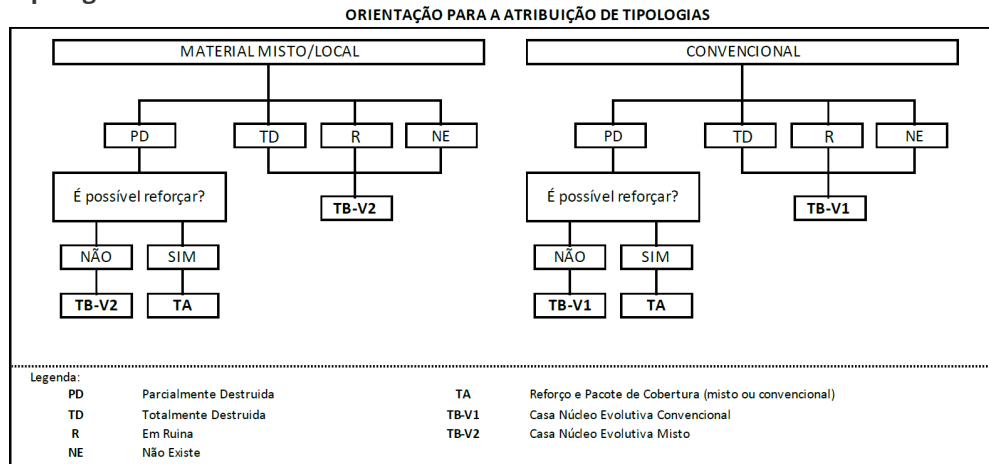 ORIENTAÇÃO PARA A ATRIBUIÇÃO DE TIPOLOGIAS
MATERIAL MISTO/LOCAL
CONVENCIONAL
PD TD R NE
PD TD R NE
É possível reforçar?
TB-V2
É possível reforçar?
TB-V1
NÃO SIM
NÃO SIM
TB-V2 TA
TB-V1 TA
Legenda:
PD Parcialmente Destruida TA Reforço e Pacote de Cobertura (misto ou convencional)
TD Totalmente Destruida TB-V1 Casa Núcleo Evolutiva Convencional
R Em Ruina TB-V2 Casa Núcleo Evolutiva Misto
NE Não Existe